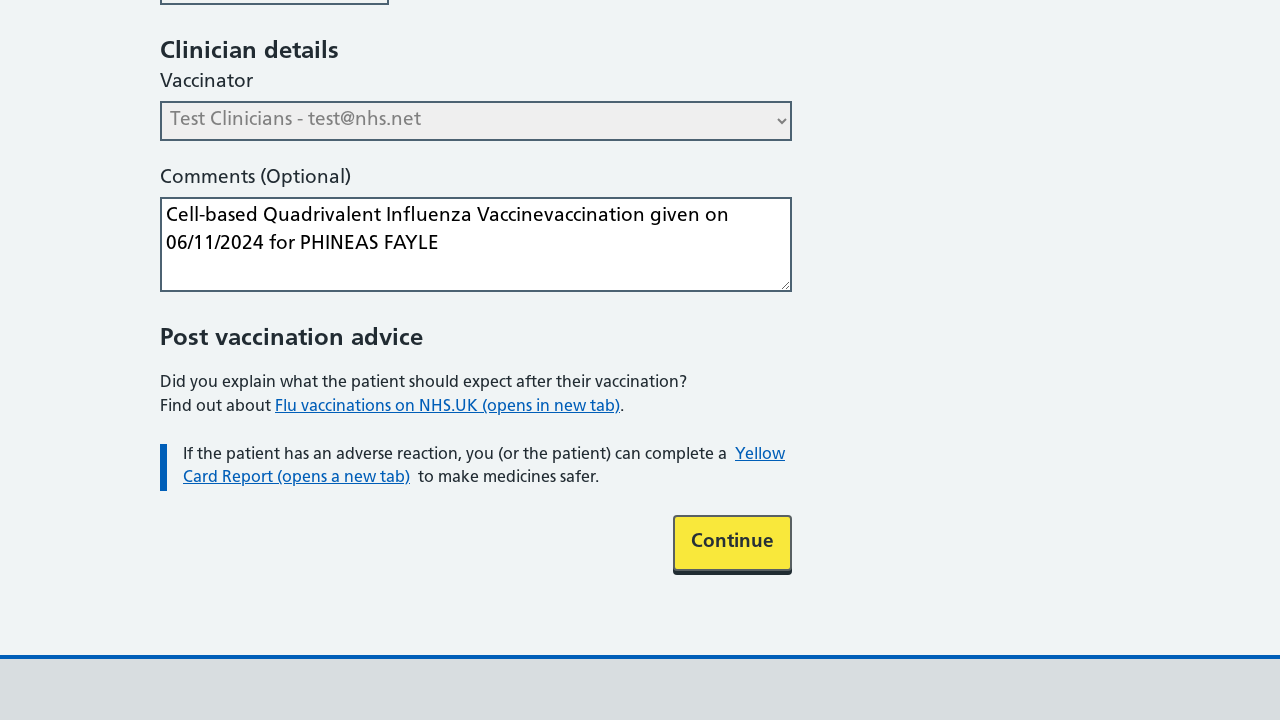 Clinician details
Vaccinator
Test Clinicians - test@nhs.net
Comments (Optional)
Cell-based Quadrivalent Influenza Vaccinevaccination given on
06/11/2024 for PHINEAS FAYLE
Post vaccination advice
Did you explain what the patient should expect after their vaccination?
Find out about Flu vaccinations on NHS.UK (opens in new tab).
If the patient has an adverse reaction, you (or the patient) can complete a Yellow
Card Report (opens a new tab) to make medicines safer.
Continue